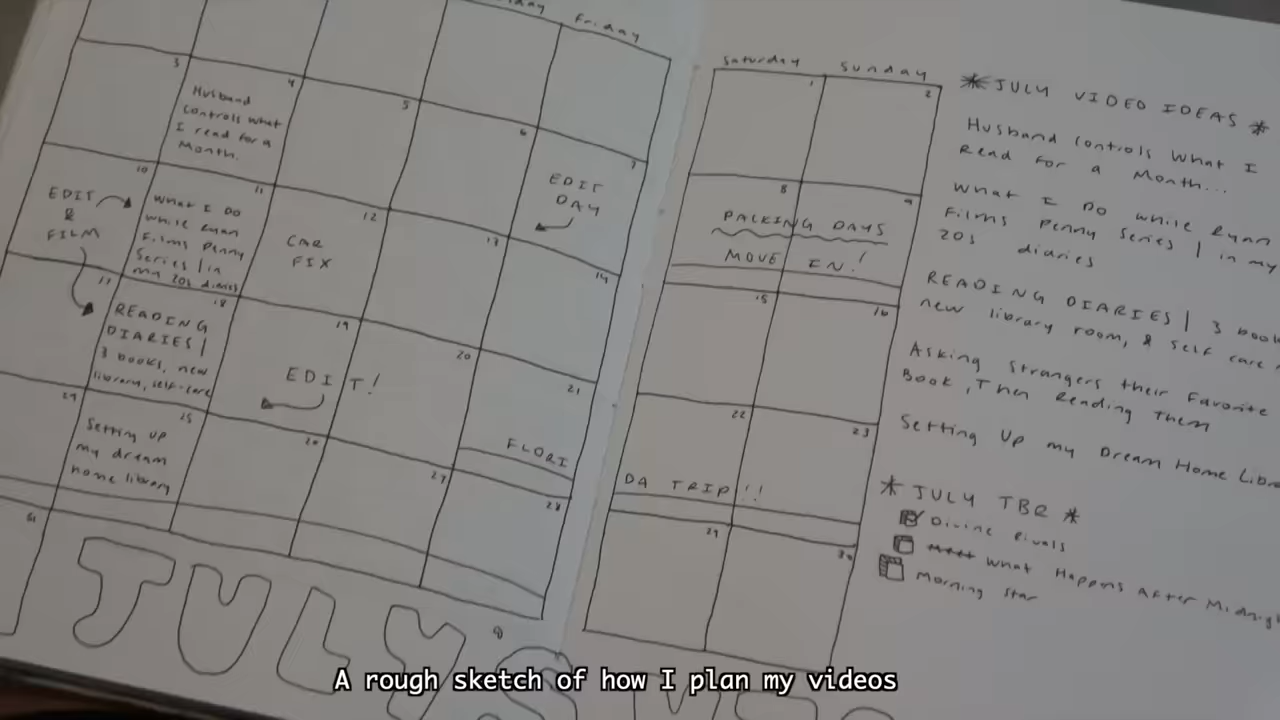 Friday
3
4
5
6
7
Husband
controls what
I read for a
Month.
10
11
12
13
14
EDIT
&
FILM
What I Do
while Ryan
Films Penny
Series | in
my 20s diaries
CAR
FIX
EDIT
DAY
17
18
19
20
21
READING
DIARIES |
3 books, new
library, self-care
EDIT!
FLORI
25
27
28
Setting up
my dream
home library
JULY
Saturday Sunday
1
2
8
9
PACKING DAYS
MOVE IN!
15
16
22
23
DA TRIP!!
29
30
* JULY VIDEO IDEAS *
Husband controls What I
Read for a Month...
What I Do while Ryan
Films Penny Series | in my
20s diaries
READING DIARIES | 3 book
new library room, & self care
Asking strangers their Favorite
Book, Then Reading Them
Setting Up my Dream Home Libra
* JULY TBR *
Divine Rivals
What Happens After Midnigh
Morning Star
A rough sketch of how I plan my videos